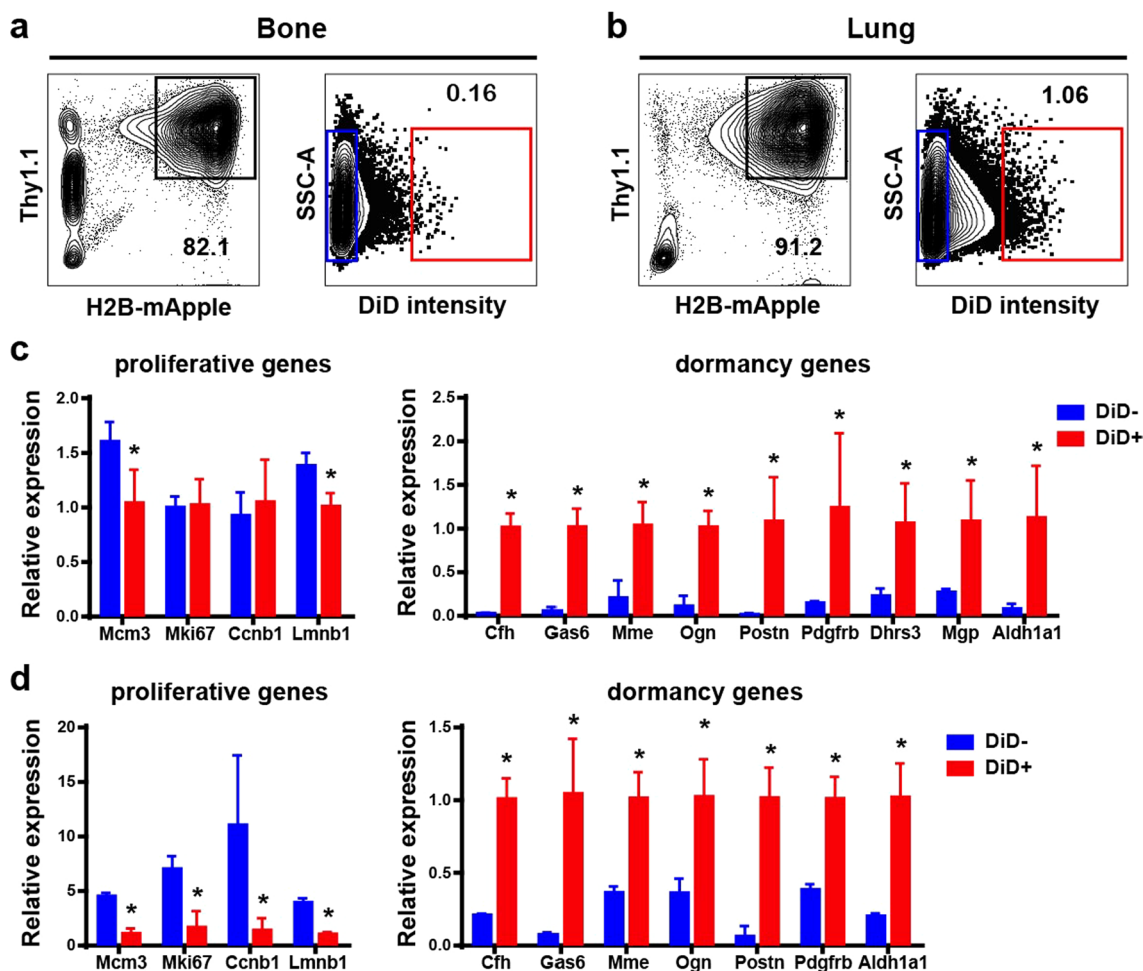 a
Bone
b
Lung
Thy1.1
82.1
H2B-mApple
SSC-A
0.16
DiD intensity
Thy1.1
91.2
H2B-mApple
SSC-A
1.06
DiD intensity
c
proliferative genes
Relative expression
2.0
1.5
1.0
0.5
0.0
* *
Mcm3 Mki67 Ccnb1 Lmnb1
dormancy genes
Relative expression
2.5
2.0
1.5
1.0
0.5
0.0
* * * * * * * * *
Cfh Gas6 Mme Ogn Postn Pdgfrb Dhrs3 Mgp Aldh1a1
DiD-
DiD+
d
proliferative genes
Relative expression
20
15
10
5
0
* * * *
Mcm3 Mki67 Ccnb1 Lmnb1
dormancy genes
Relative expression
1.5
1.0
0.5
0.0
* * * * * * *
Cfh Gas6 Mme Ogn Postn Pdgfrb Aldh1a1
DiD-
DiD+